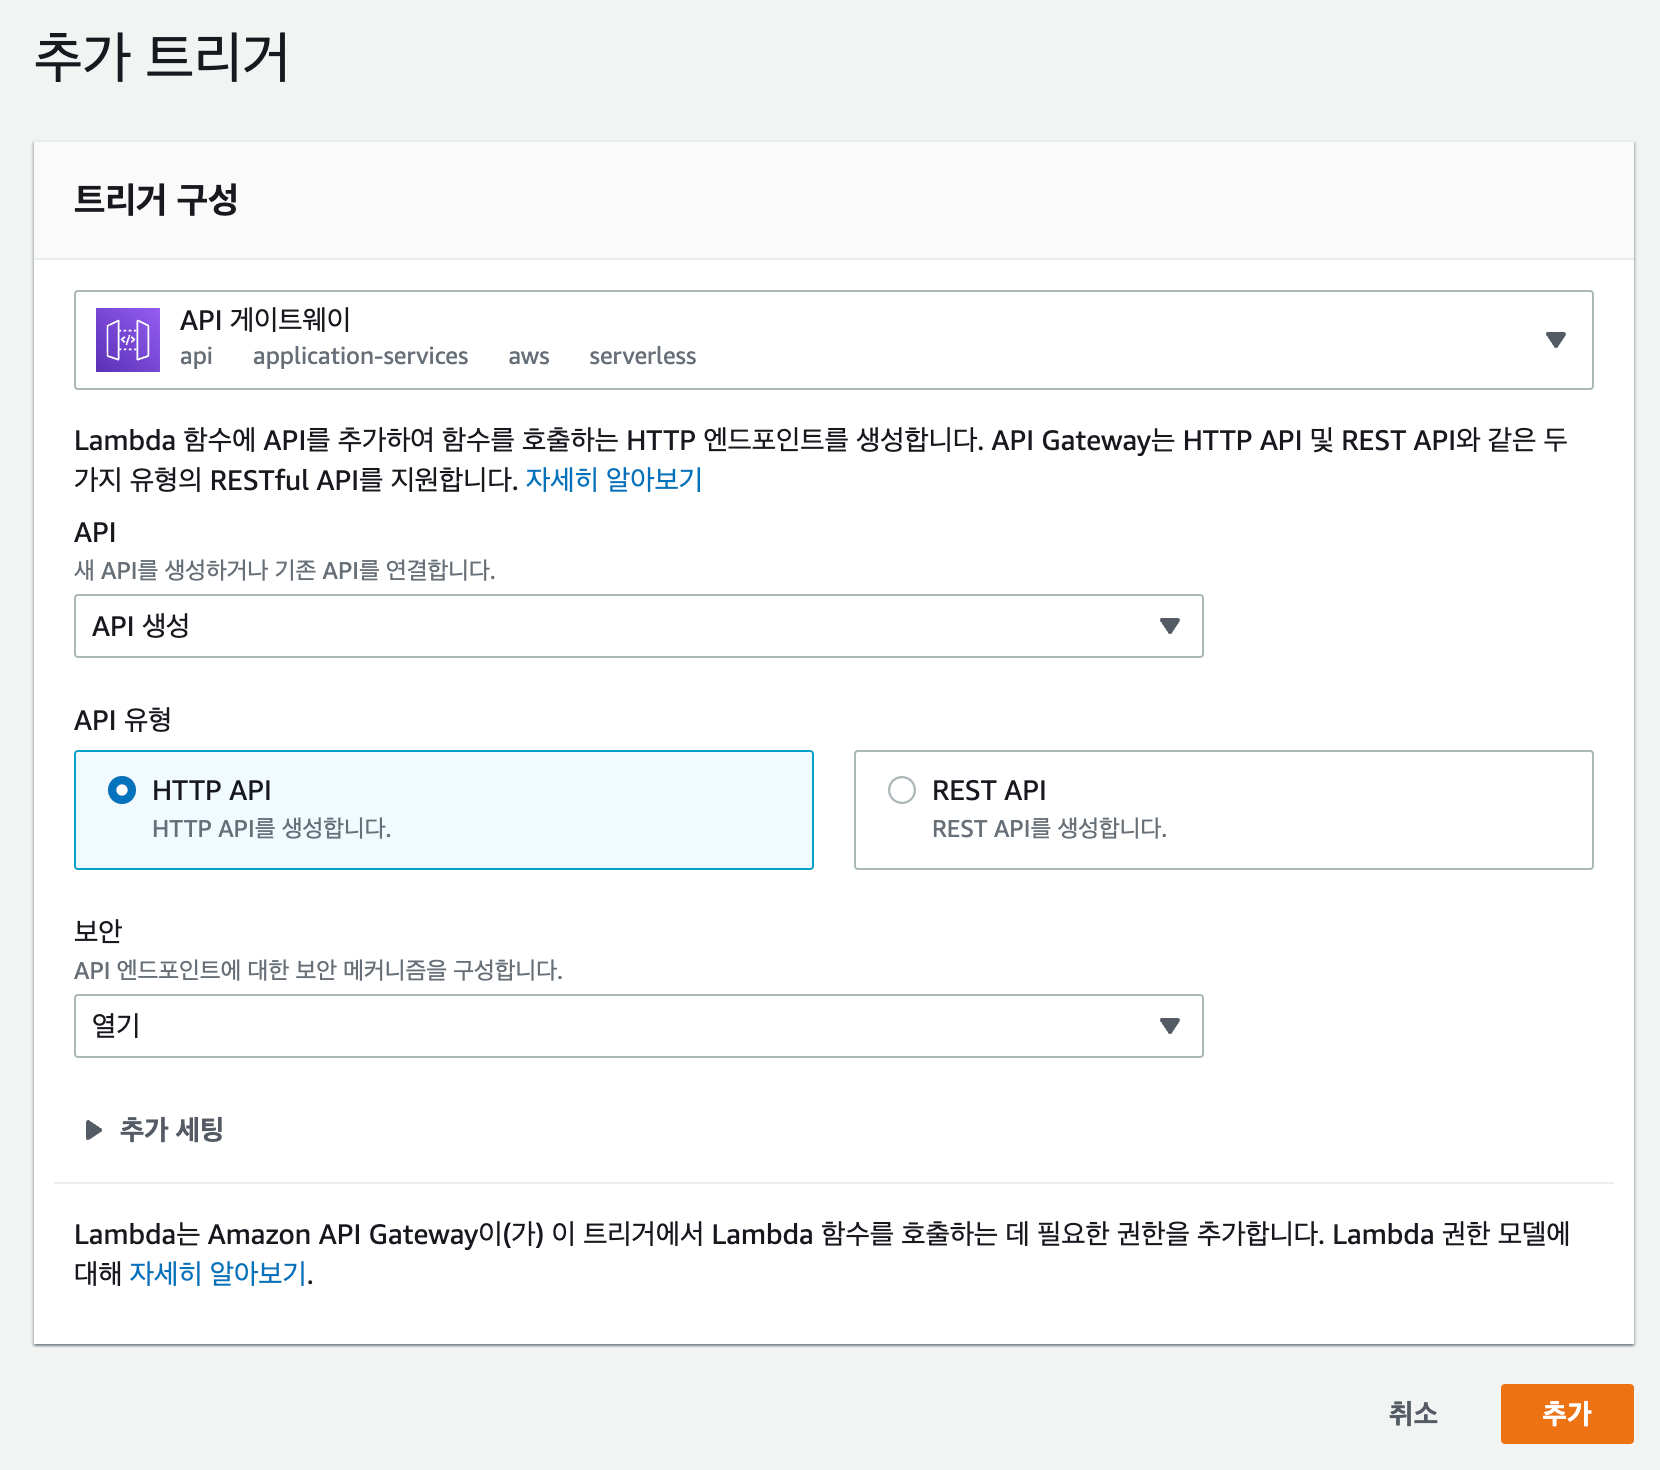 추가 트리거
트리거 구성
API 게이트웨이
api application-services aws serverless
Lambda 함수에 API를 추가하여 함수를 호출하는 HTTP 엔드포인트를 생성합니다. API Gateway는 HTTP API 및 REST API와 같은 두
가지 유형의 RESTful API를 지원합니다. 자세히 알아보기
API
새 API를 생성하거나 기존 API를 연결합니다.
API 생성
API 유형
HTTP API
HTTP API를 생성합니다.
REST API
REST API를 생성합니다.
보안
API 엔드포인트에 대한 보안 메커니즘을 구성합니다.
열기
추가 세팅
Lambda는 Amazon API Gateway이(가) 이 트리거에서 Lambda 함수를 호출하는 데 필요한 권한을 추가합니다. Lambda 권한 모델에
대해 자세히 알아보기.
취소 추가